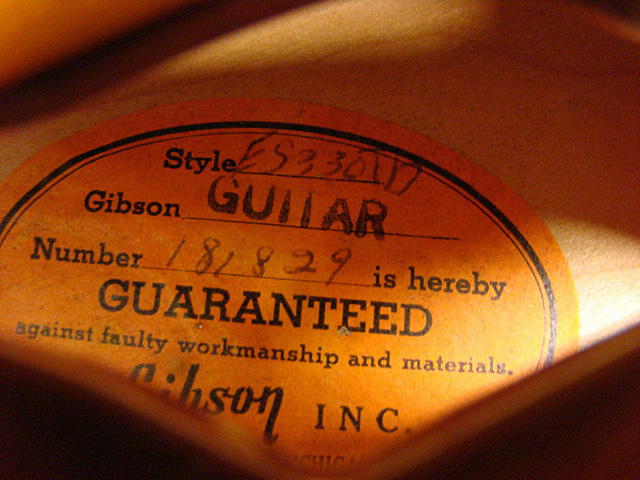 Style ES330TD
Gibson GUITAR
Number 181829 is hereby
GUARANTEED
against faulty workmanship and materials.
Gibson INC.